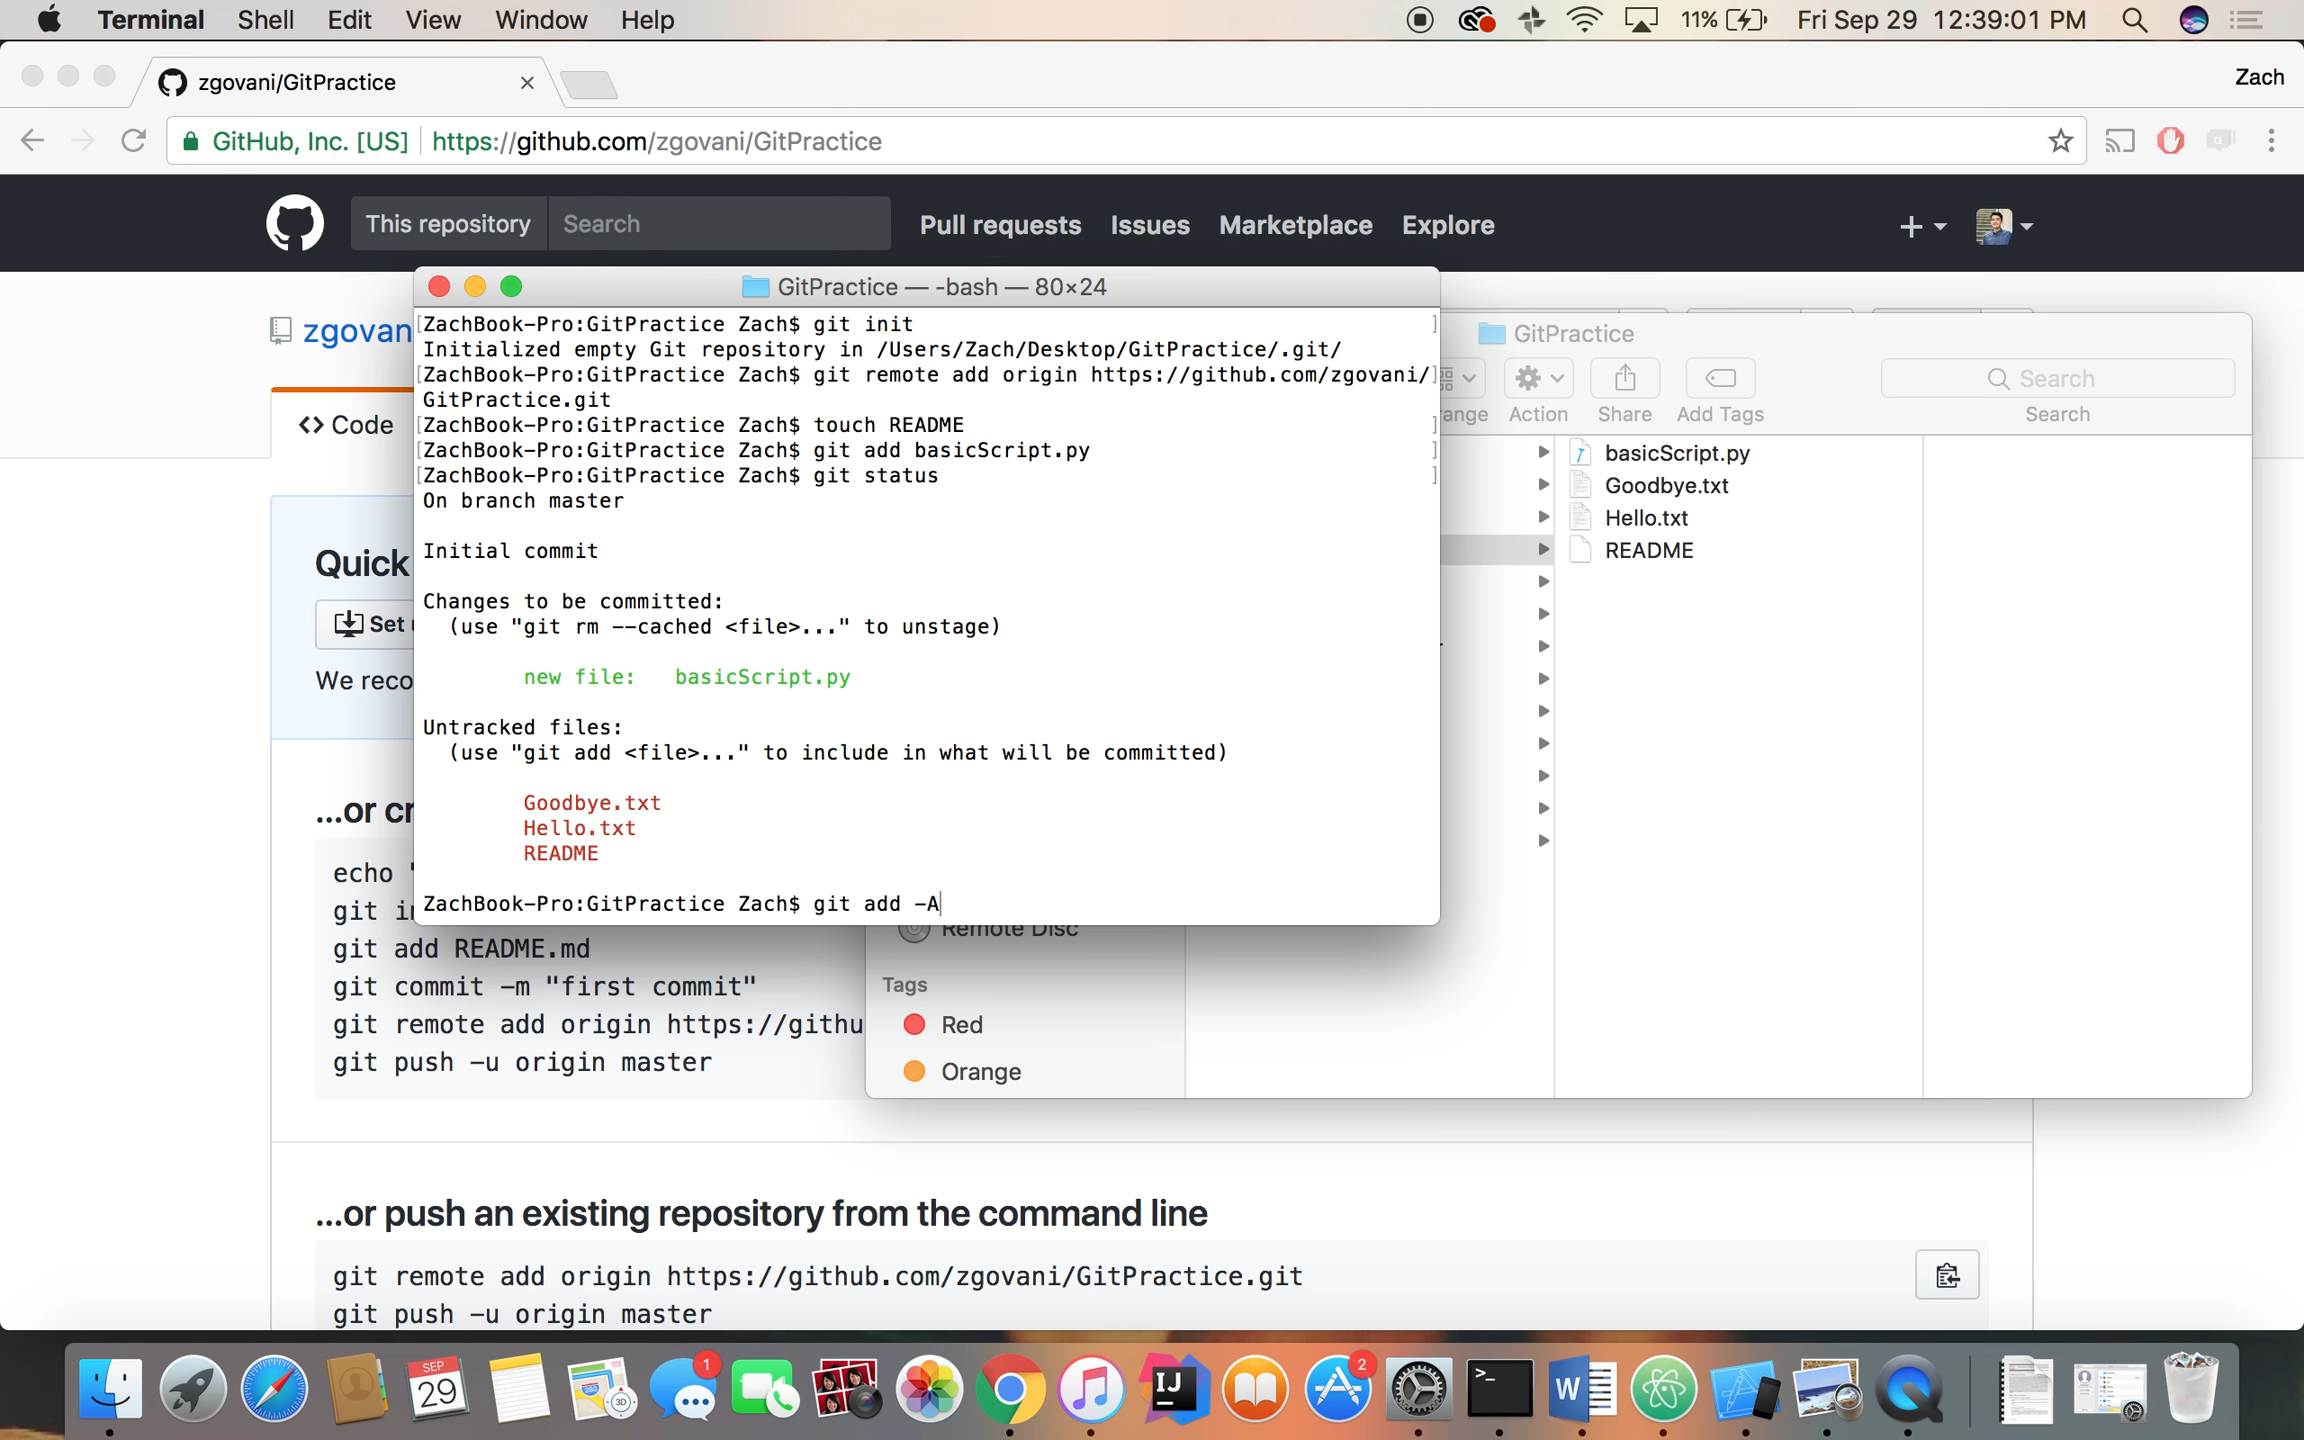 Terminal Shell Edit View Window Help 11% Fri Sep 29 12:39:01 PM
zgovani/GitPractice Zach
GitHub, Inc. [US] https://github.com/zgovani/GitPractice
This repository Search Pull requests Issues Marketplace Explore
GitPractice — -bash — 80×24
ZachBook-Pro:GitPractice Zach$ git init
Initialized empty Git repository in /Users/Zach/Desktop/GitPractice/.git/
ZachBook-Pro:GitPractice Zach$ git remote add origin https://github.com/zgovani/
GitPractice.git
ZachBook-Pro:GitPractice Zach$ touch README
ZachBook-Pro:GitPractice Zach$ git add basicScript.py
ZachBook-Pro:GitPractice Zach$ git status
On branch master
Initial commit
Changes to be committed:
(use "git rm --cached <file>..." to unstage)
new file: basicScript.py
Untracked files:
(use "git add <file>..." to include in what will be committed)
Goodbye.txt
Hello.txt
README
ZachBook-Pro:GitPractice Zach$ git add -A
GitPractice
Search
ange Action Share Add Tags Search
basicScript.py
Goodbye.txt
Hello.txt
README
Remote Disc
Tags
Red
Orange
zgovan
<> Code
Quick
Set
We reco
...or cr
echo "
git in
git add README.md
git commit -m "first commit"
git remote add origin https://githu
git push -u origin master
...or push an existing repository from the command line
git remote add origin https://github.com/zgovani/GitPractice.git
git push -u origin master
SEP
29
280
3D
1
IJ
2
>_
W